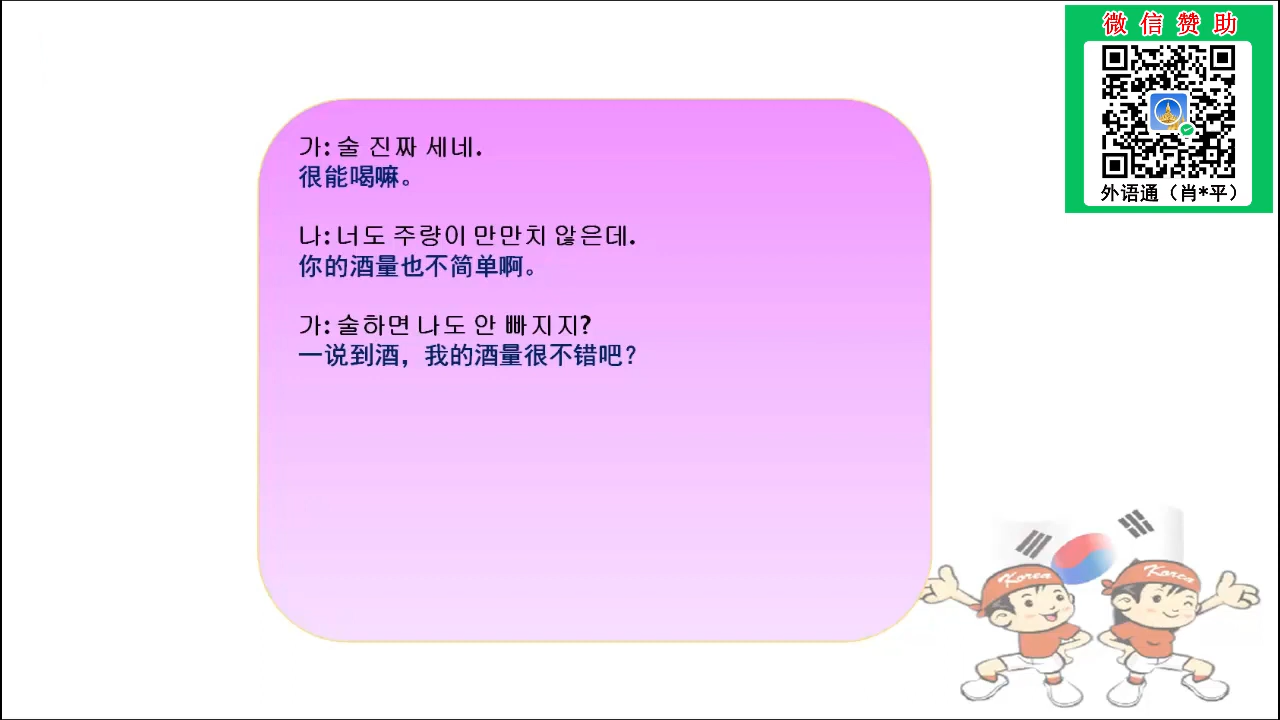 微信赞助
外语通（肖*平）
가: 술 진짜 세네.
很能喝嘛。
나: 너도 주량이 만만치 않은데.
你的酒量也不简单啊。
가: 술하면 나도 안 빠지지?
一说到酒，我的酒量很不错吧？
Korea
Korea